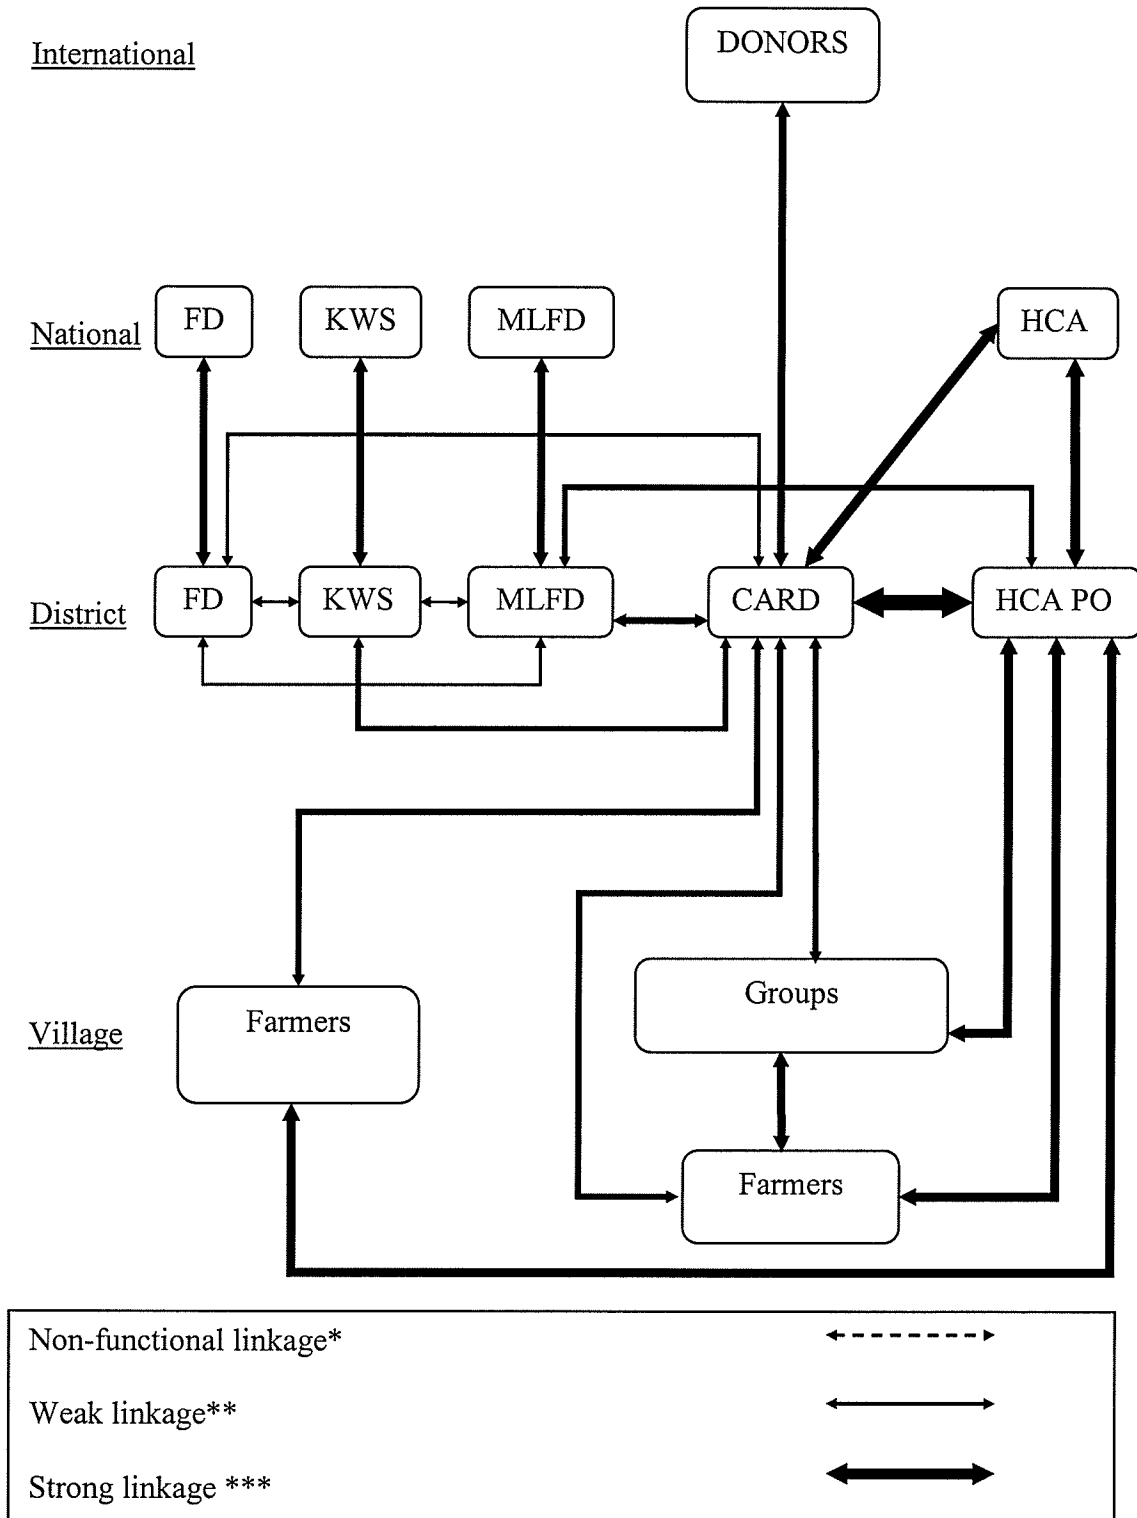 International
DONORS
National
FD
KWS
MLFD
HCA
District
FD
KWS
MLFD
CARD
HCA PO
Village
Farmers
Groups
Farmers
Non-functional linkage*
Weak linkage**
Strong linkage ***